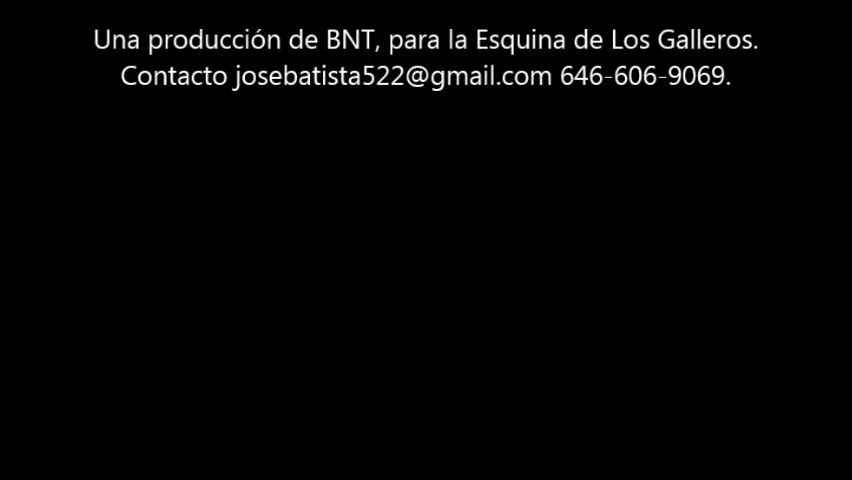 Una producción de BNT, para la Esquina de Los Galleros.
Contacto josebatista522@gmail.com 646-606-9069.